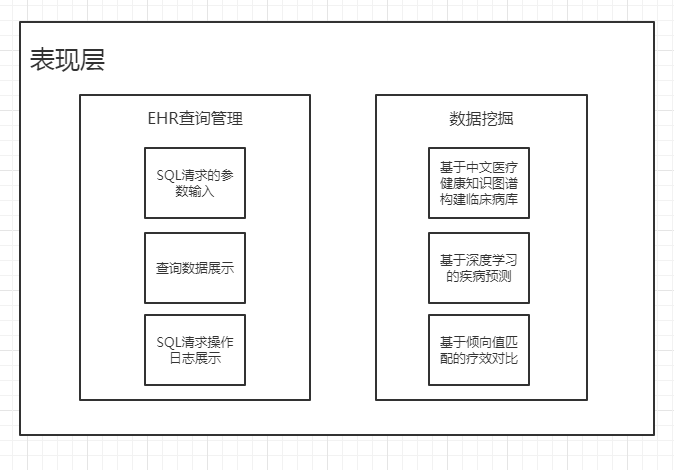 表现层
EHR查询管理
SQL请求的参
数输入
查询数据展示
SQL请求操作
日志展示
数据挖掘
基于中文医疗
健康知识图谱
构建临床病库
基于深度学习
的疾病预测
基于倾向值匹
配的疗效对比